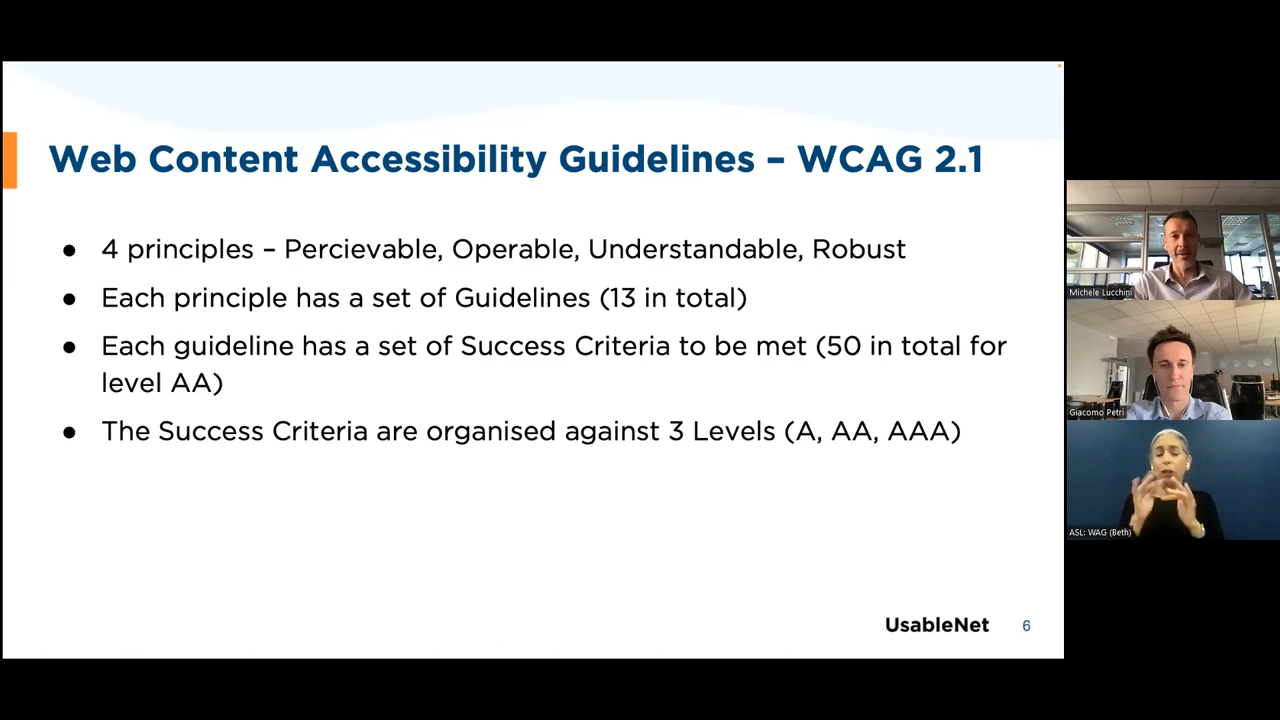 Web Content Accessibility Guidelines – WCAG 2.1
● 4 principles – Percievable, Operable, Understandable, Robust
● Each principle has a set of Guidelines (13 in total)
● Each guideline has a set of Success Criteria to be met (50 in total for
level AA)
● The Success Criteria are organised against 3 Levels (A, AA, AAA)
UsableNet 6
Michele Lucchini
Giacomo Petri
ASL: WAG (Beth)